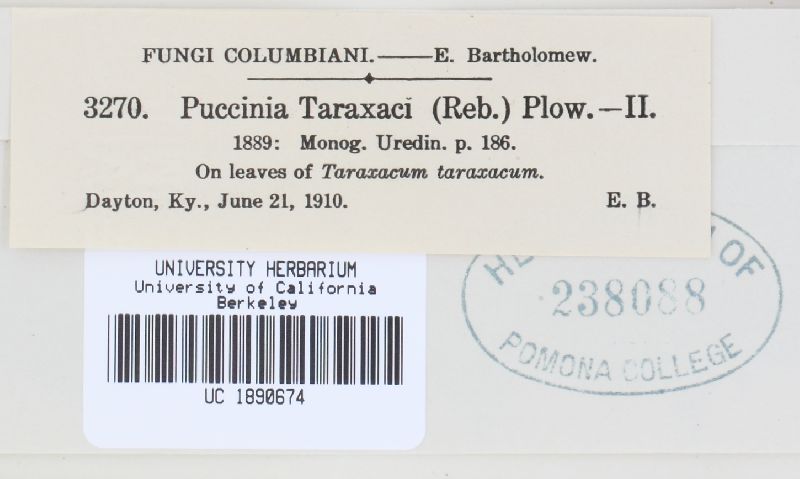 FUNGI COLUMBIANI.—E. Bartholomew.
3270. Puccinia Taraxaci (Reb.) Plow.—II.
1889: Monog. Uredin. p. 186.
On leaves of Taraxacum taraxacum.
Dayton, Ky., June 21, 1910. E. B.
UNIVERSITY HERBARIUM
University of California
Berkeley
UC 1890674
OF
238088
POMONA COLLEGE